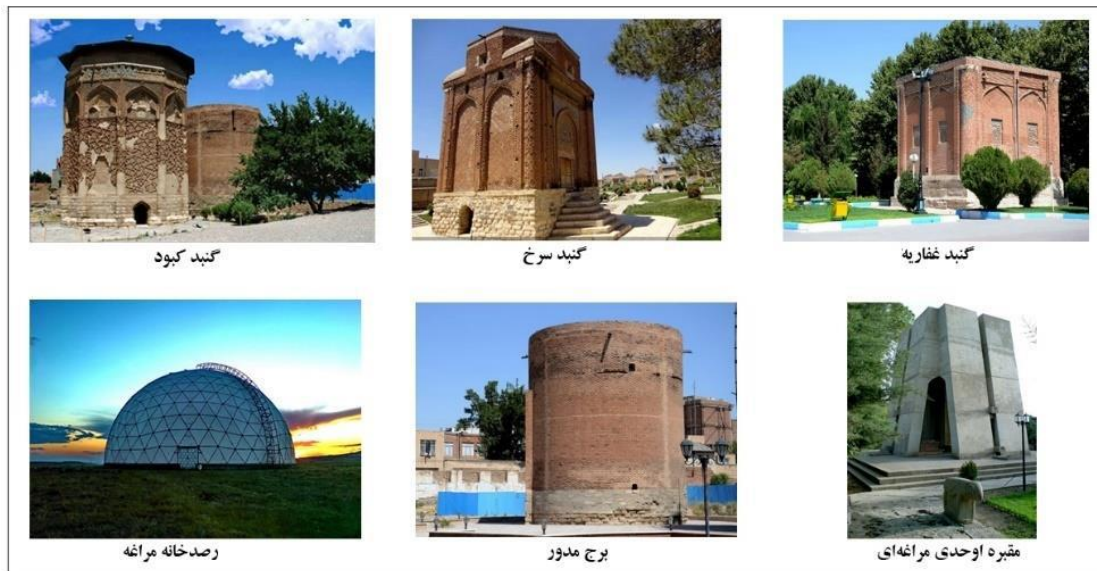 گنبد غفاریه
گنبد سرخ
گنبد کبود
مقبره اوحدی مراغه‌ای
برج مدور
رصدخانه مراغه